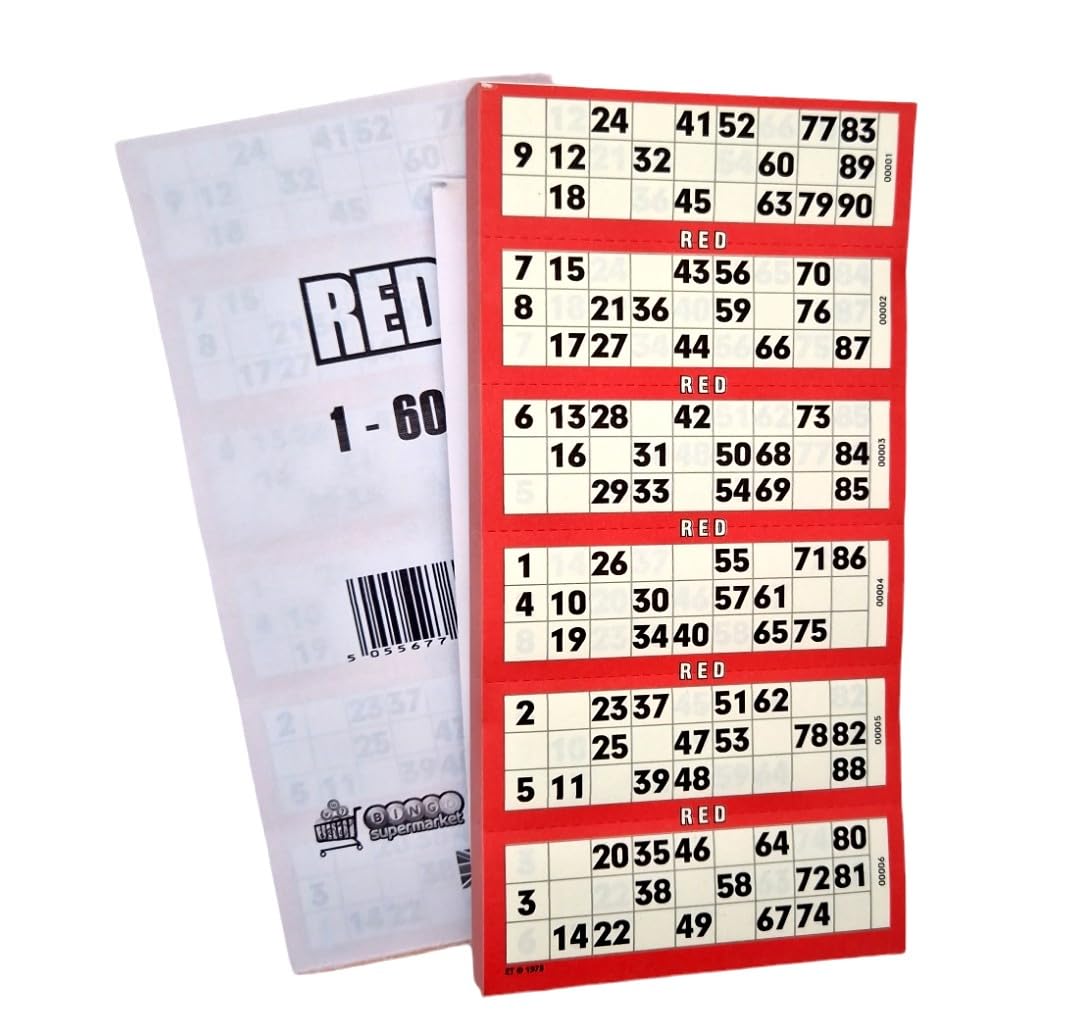 RED
1 - 60
5 055677
BINGO
supermarket
24 41 52 77 83
9 12 32 60 89
18 45 63 79 90
00001
RED
7 15 43 56 70
8 21 36 59 76
17 27 44 66 87
00002
RED
6 13 28 42 73
16 31 50 68 84
29 33 54 69 85
00003
RED
1 26 55 71 86
4 10 30 57 61
19 34 40 65 75
00004
RED
2 23 37 51 62
25 47 53 78 82
5 11 39 48 88
00005
RED
20 35 46 64 80
3 38 58 72 81
14 22 49 67 74
00006
ET © 1978